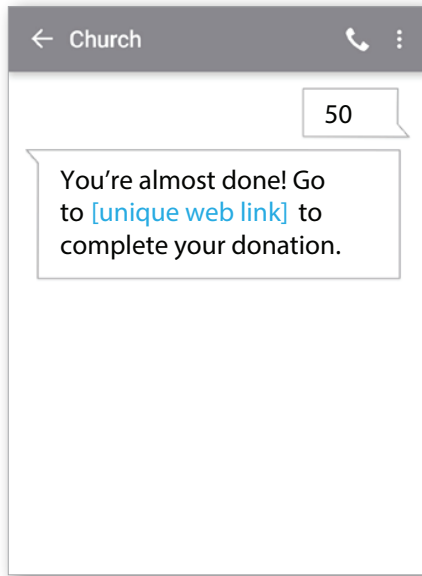 Church
50
You’re almost done! Go
to [unique web link] to
complete your donation.